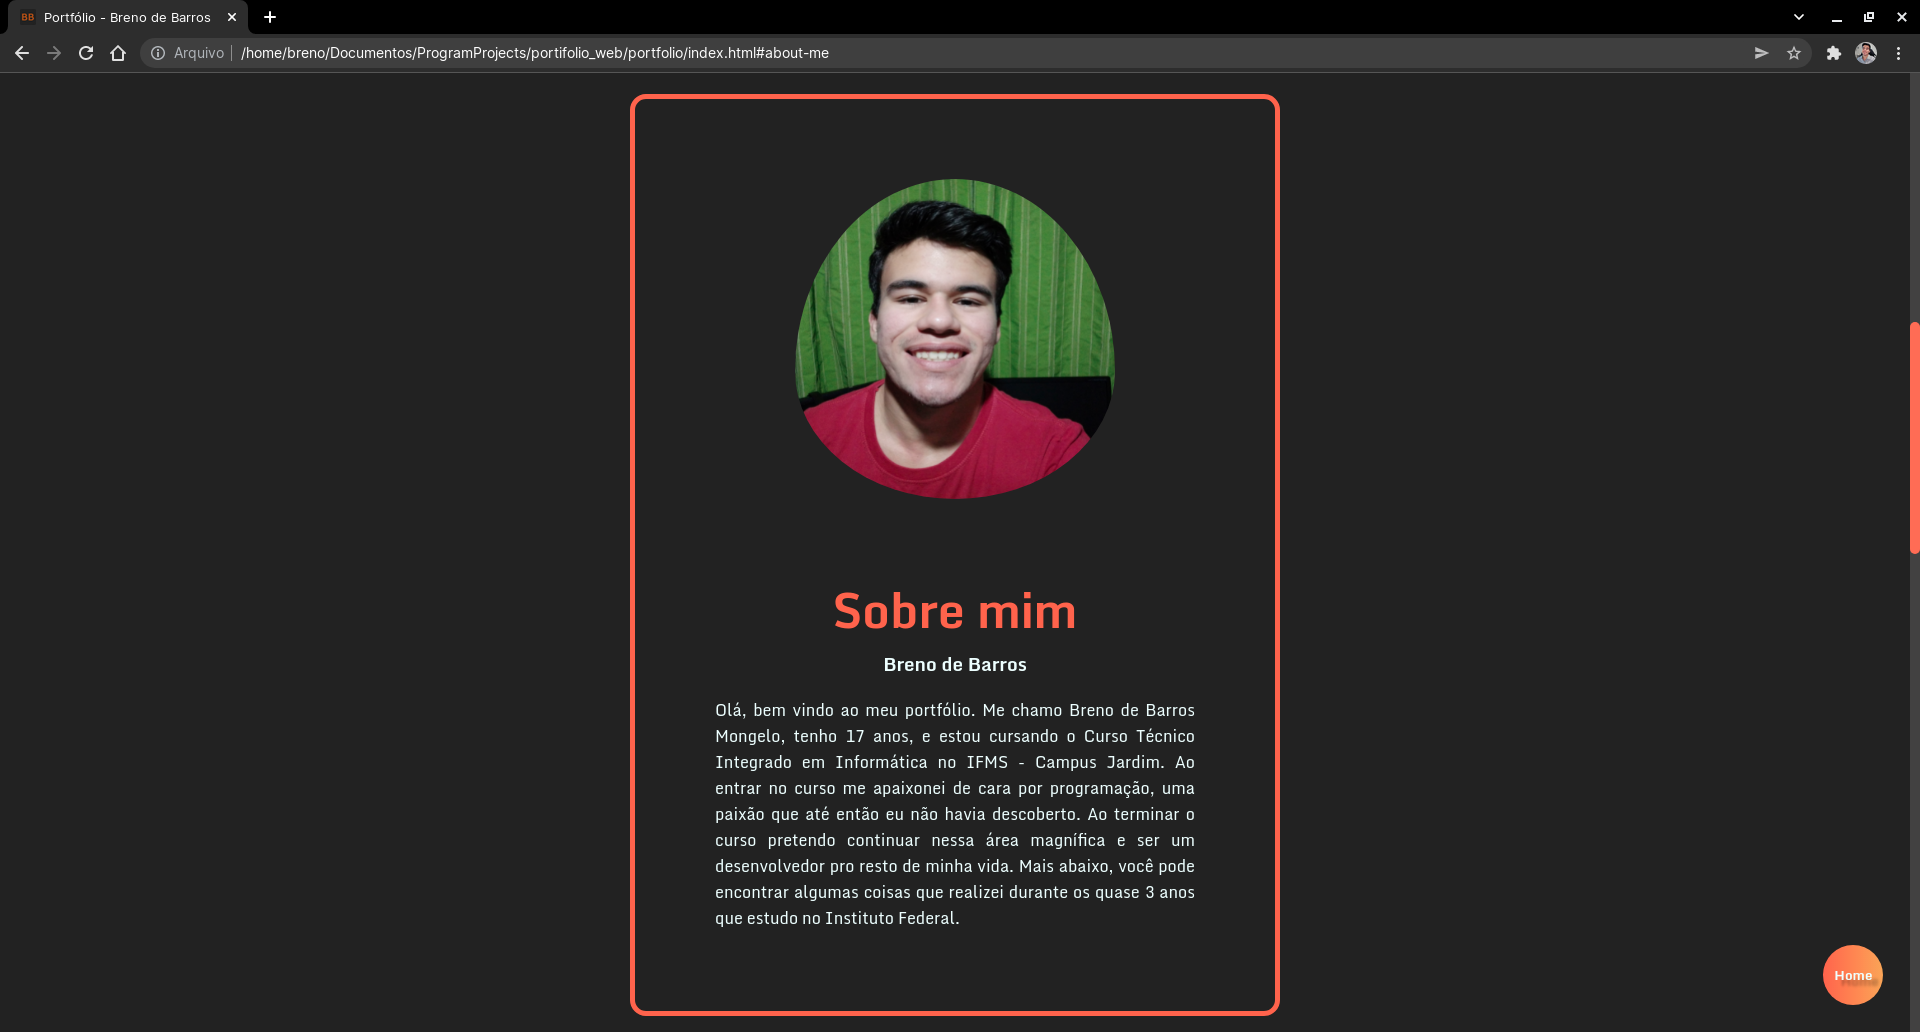 BB Portfólio - Breno de Barros
Arquivo /home/breno/Documentos/ProgramProjects/portifolio_web/portfolio/index.html#about-me
Sobre mim
Breno de Barros
Olá, bem vindo ao meu portfólio. Me chamo Breno de Barros
Mongelo, tenho 17 anos, e estou cursando o Curso Técnico
Integrado em Informática no IFMS - Campus Jardim. Ao
entrar no curso me apaixonei de cara por programação, uma
paixão que até então eu não havia descoberto. Ao terminar o
curso pretendo continuar nessa área magnífica e ser um
desenvolvedor pro resto de minha vida. Mais abaixo, você pode
encontrar algumas coisas que realizei durante os quase 3 anos
que estudo no Instituto Federal.
Home